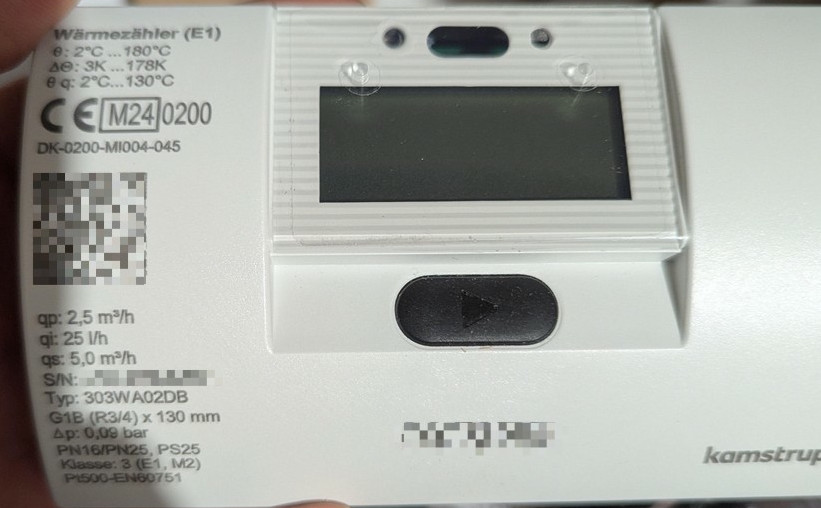 Wärmezähler (E1)
θ: 2°C ...180°C
ΔΘ: 3K ...178K
θ q: 2°C...130°C
CE M24 0200
DK-0200-MI004-045
qp: 2,5 m³/h
qi: 25 l/h
qs: 5,0 m³/h
S/N:
Typ: 303WA02DB
G1B (R3/4) x 130 mm
Δp: 0,09 bar
PN16/PN25, PS25
Klasse: 3 (E1, M2)
Pt500-EN60751
kamstrup